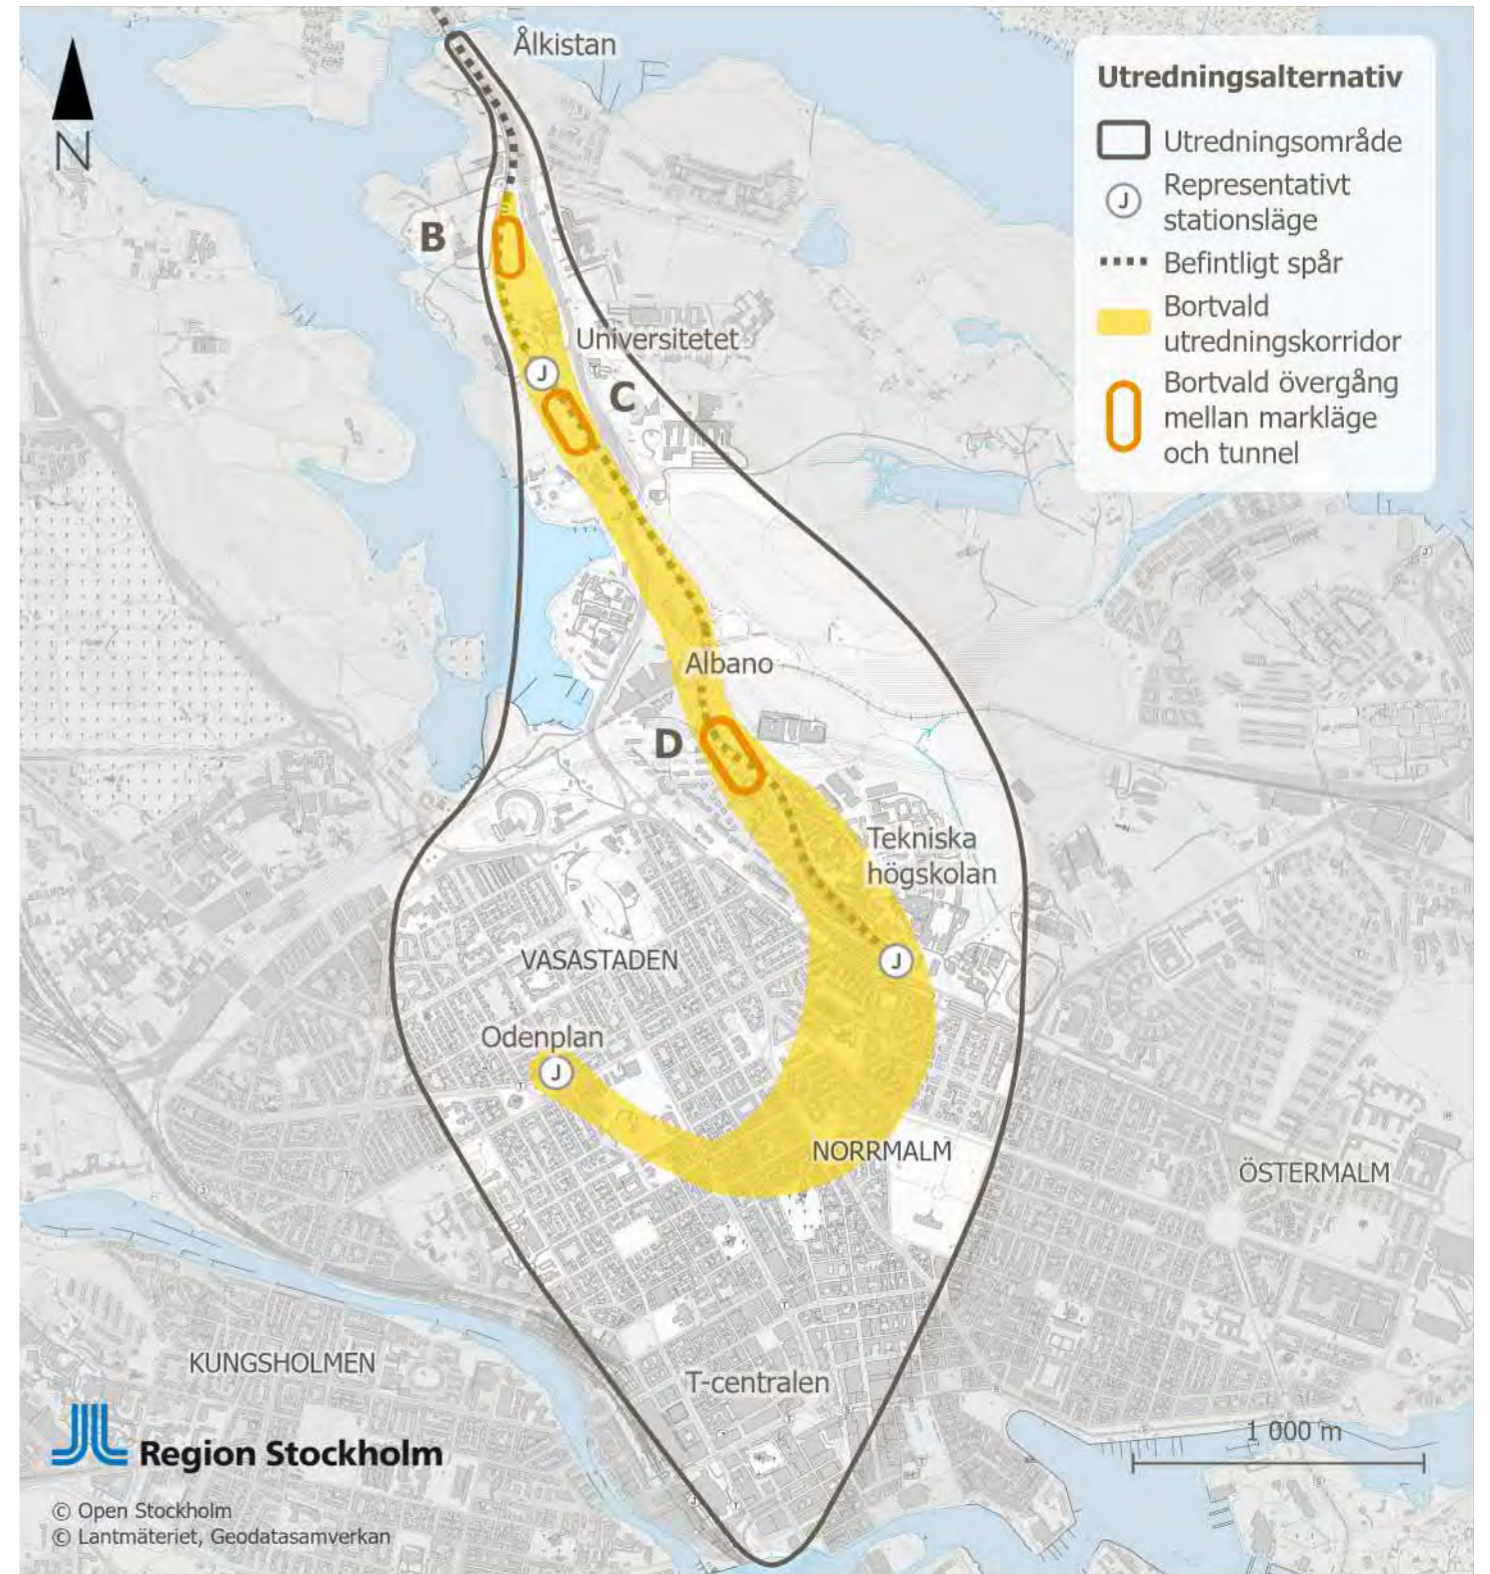 Ålkistan
N
Utredningsalternativ
Utredningsområde
J
Representativt
stationsläge
Befintligt spår
Bortvald
utredningskorridor
Bortvald övergång
mellan markläge
och tunnel
B
Universitetet
J
C
Albano
D
Tekniska
högskolan
VASASTADEN
J
Odenplan
J
NORRMALM
ÖSTERMALM
KUNGSHOLMEN
T-centralen
1 000 m
Region Stockholm
© Open Stockholm
© Lantmäteriet, Geodatasamverkan